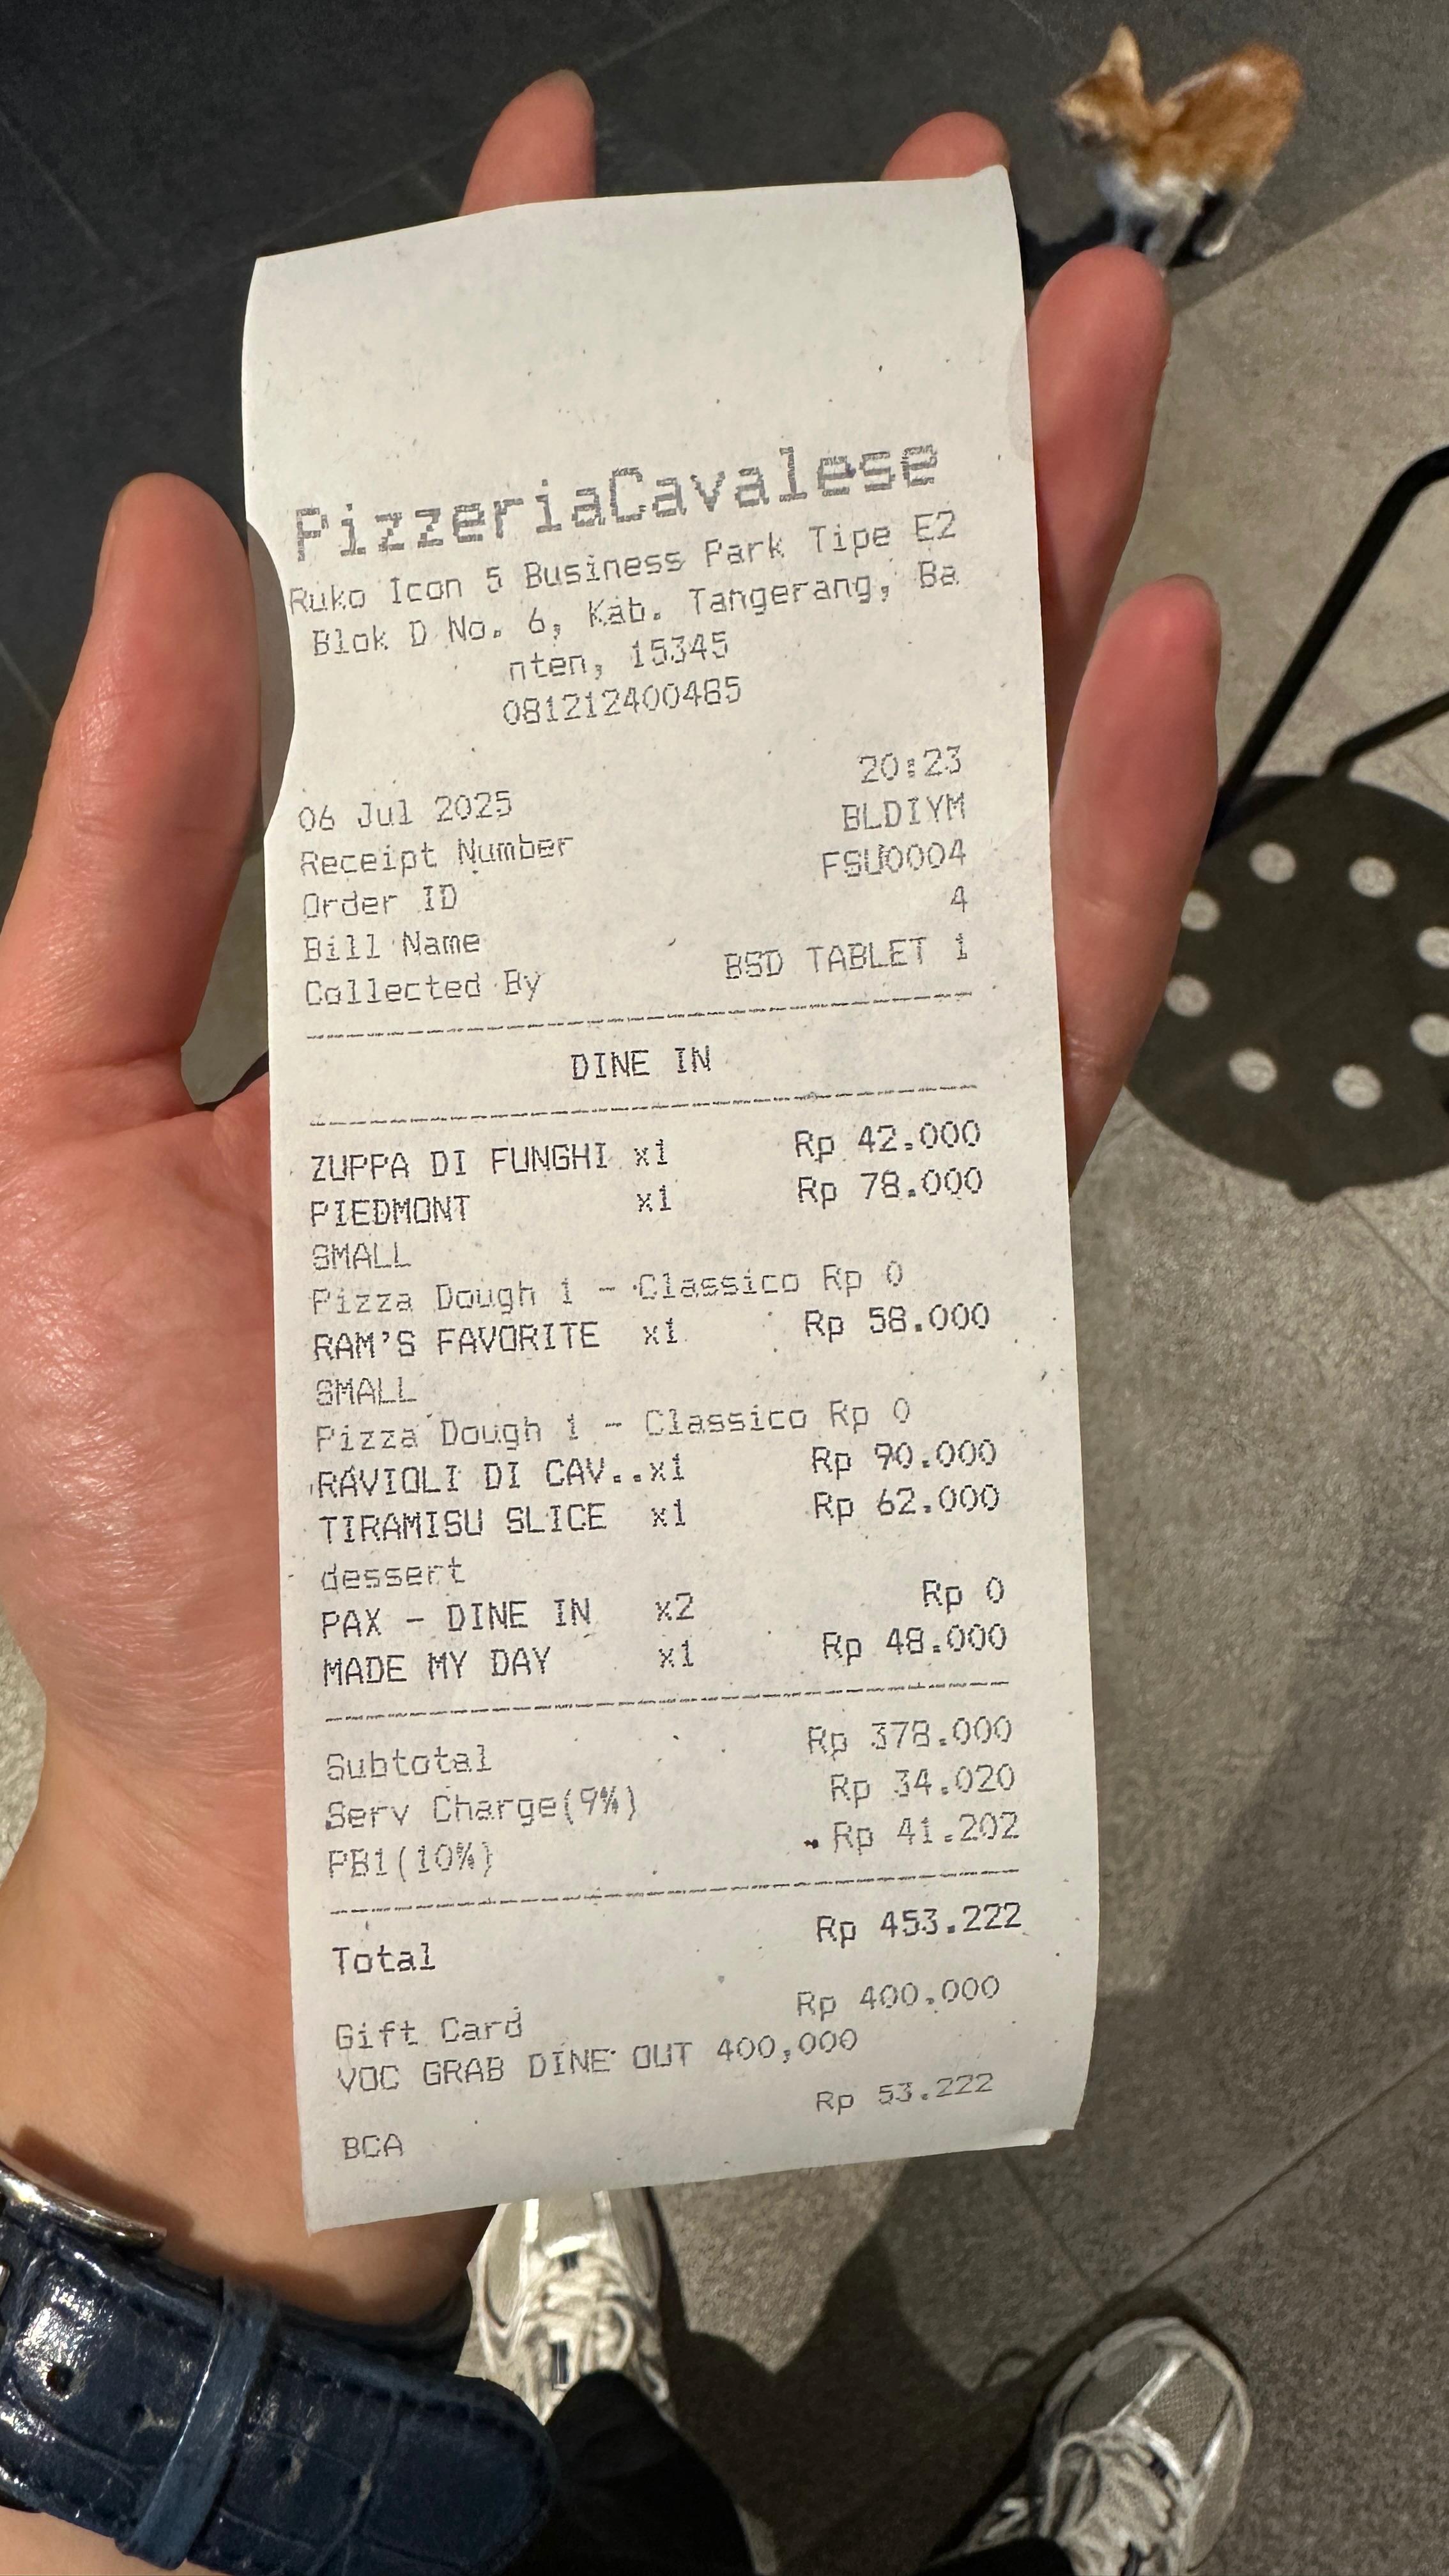 PizzeriaCavalese
Ruko Icon 5 Business Park Tipe E2
Blok D No. 6, Kab. Tangerang, Ba
nten, 15345
081212400485
06 Jul 2025 20:23
Receipt Number BLDIYM
Order ID FSU0004
Bill Name 4
Collected By BSD TABLET 1
DINE IN
ZUPPA DI FUNGHI x1 Rp 42.000
PIEDMONT x1 Rp 78.000
SMALL
Pizza Dough 1 - Classico Rp 0
RAM'S FAVORITE x1 Rp 58.000
SMALL
Pizza Dough 1 - Classico Rp 0
RAVIOLI DI CAV..x1 Rp 90.000
TIRAMISU SLICE x1 Rp 62.000
dessert
PAX - DINE IN x2 Rp 0
MADE MY DAY x1 Rp 48.000
Subtotal Rp 378.000
Serv Charge(9%) Rp 34.020
PB1(10%) Rp 41.202
Total Rp 453.222
Gift Card Rp 400.000
VOC GRAB DINE OUT 400,000
BCA Rp 53.222